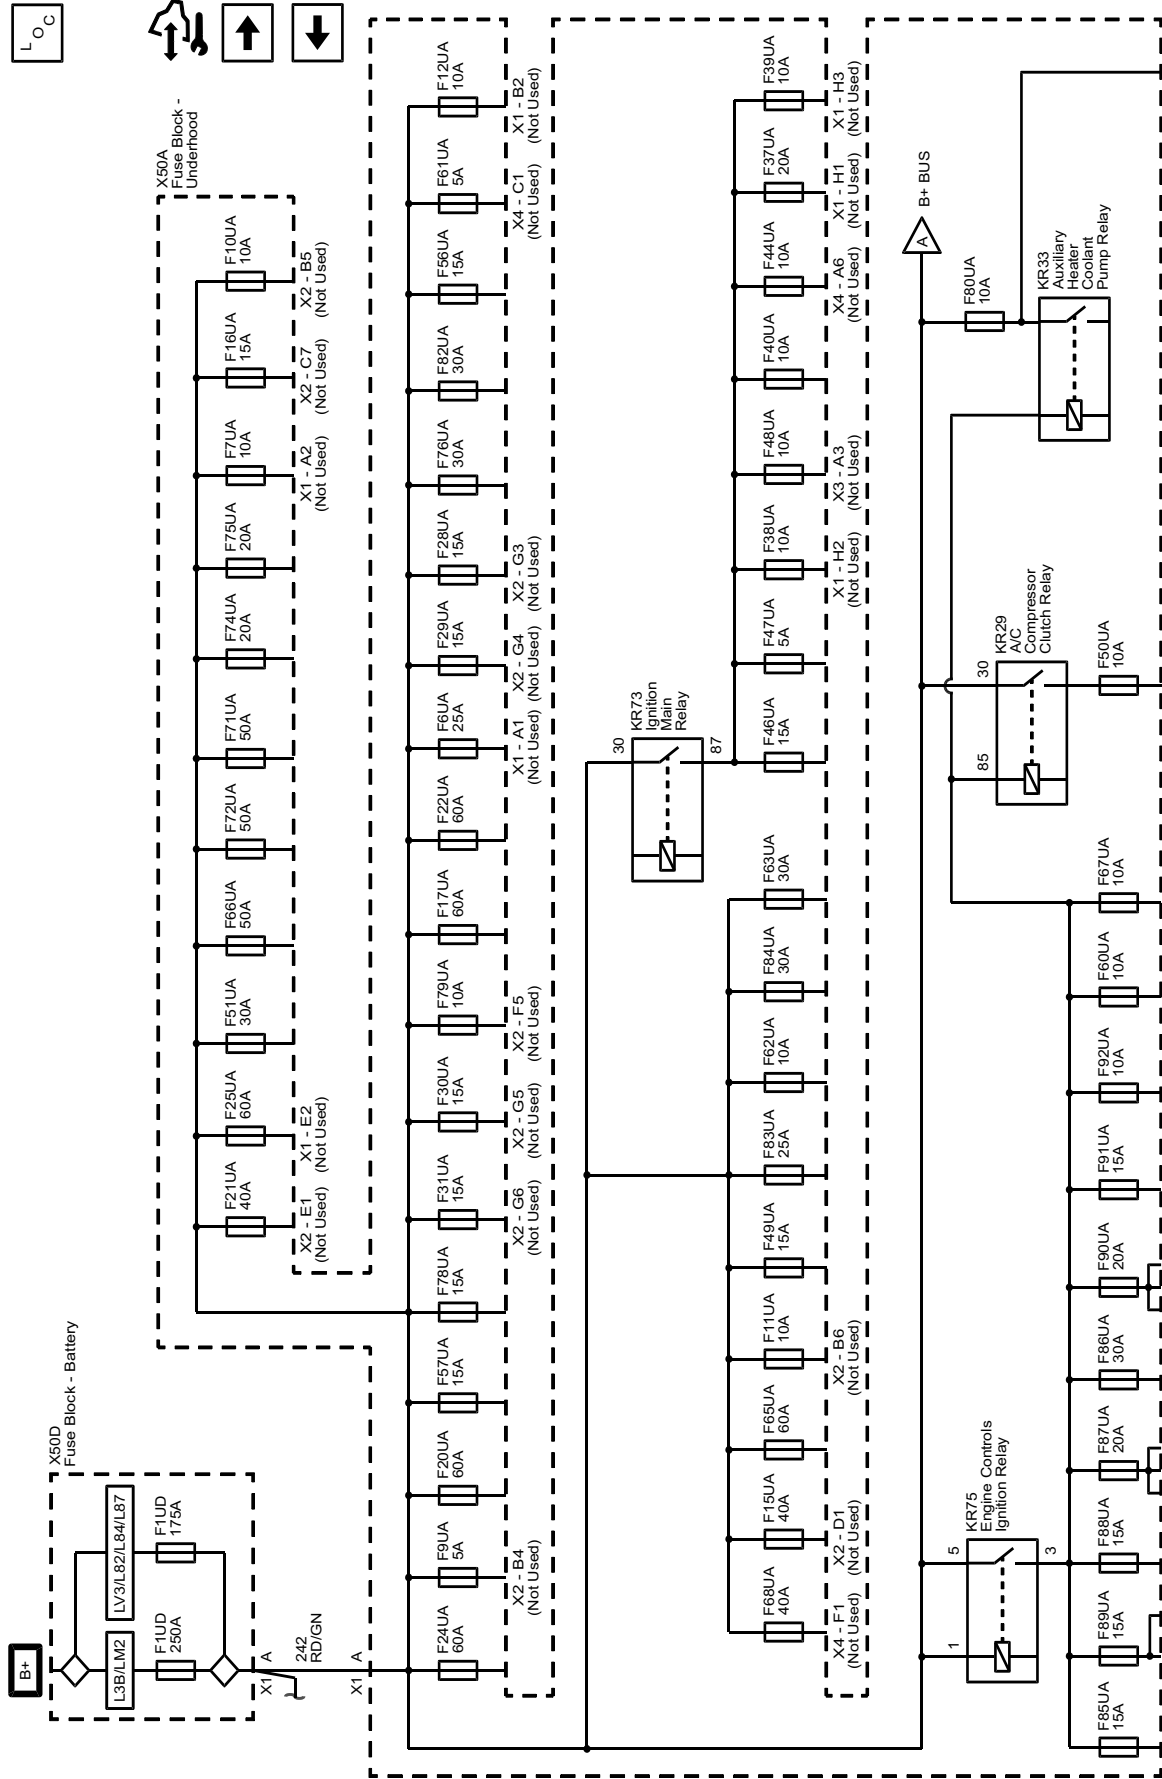 L O C
X50A
Fuse Block -
Underhood
F21UA
40A
F25UA
60A
F51UA
30A
F66UA
50A
F72UA
50A
F71UA
50A
F74UA
20A
F75UA
20A
F7UA
10A
F16UA
15A
F10UA
10A
X2 - E1
(Not Used)
X1 - E2
(Not Used)
X1 - A2
(Not Used)
X2 - C7
(Not Used)
X2 - B5
(Not Used)
B+
X50D
Fuse Block - Battery
L3B/LM2
LV3/L82/L84/L87
F1UD
250A
F1UD
175A
X1 A
242
RD/GN
X1 A
F24UA
60A
F9UA
5A
F20UA
60A
F57UA
15A
F78UA
15A
F31UA
15A
F30UA
15A
F79UA
10A
F17UA
60A
F22UA
60A
F6UA
25A
F29UA
15A
F28UA
15A
F76UA
30A
F82UA
30A
F56UA
15A
F61UA
5A
F12UA
10A
X2 - B4
(Not Used)
X2 - G6
(Not Used)
X2 - G5
(Not Used)
X2 - F5
(Not Used)
X1 - A1
(Not Used)
X2 - G4
(Not Used)
X2 - G3
(Not Used)
X4 - C1
(Not Used)
X1 - B2
(Not Used)
30
KR73
Ignition
Main
Relay
87
F68UA
40A
F15UA
40A
F65UA
60A
F11UA
10A
F49UA
15A
F83UA
25A
F62UA
10A
F84UA
30A
F63UA
30A
F46UA
15A
F47UA
5A
F38UA
10A
F48UA
10A
F40UA
10A
F44UA
10A
F37UA
20A
F39UA
10A
X4 - F1
(Not Used)
X2 - D1
(Not Used)
X2 - B6
(Not Used)
X1 - H2
(Not Used)
X3 - A3
(Not Used)
X4 - A6
(Not Used)
X1 - H1
(Not Used)
X1 - H3
(Not Used)
A
B+ BUS
1
5
KR75
Engine Controls
Ignition Relay
3
85
30
KR29
A/C
Compressor
Clutch Relay
F80UA
10A
KR33
Auxiliary
Heater
Coolant
Pump Relay
F85UA
15A
F89UA
15A
F88UA
15A
F87UA
20A
F86UA
30A
F90UA
20A
F91UA
15A
F92UA
10A
F60UA
10A
F67UA
10A
F50UA
10A